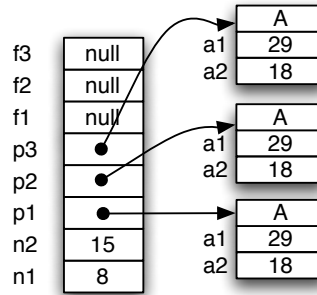 A
a1 29
a2 18
f3 null
f2 null
f1 null
p3
p2
p1
n2 15
n1 8
A
a1 29
a2 18
A
a1 29
a2 18